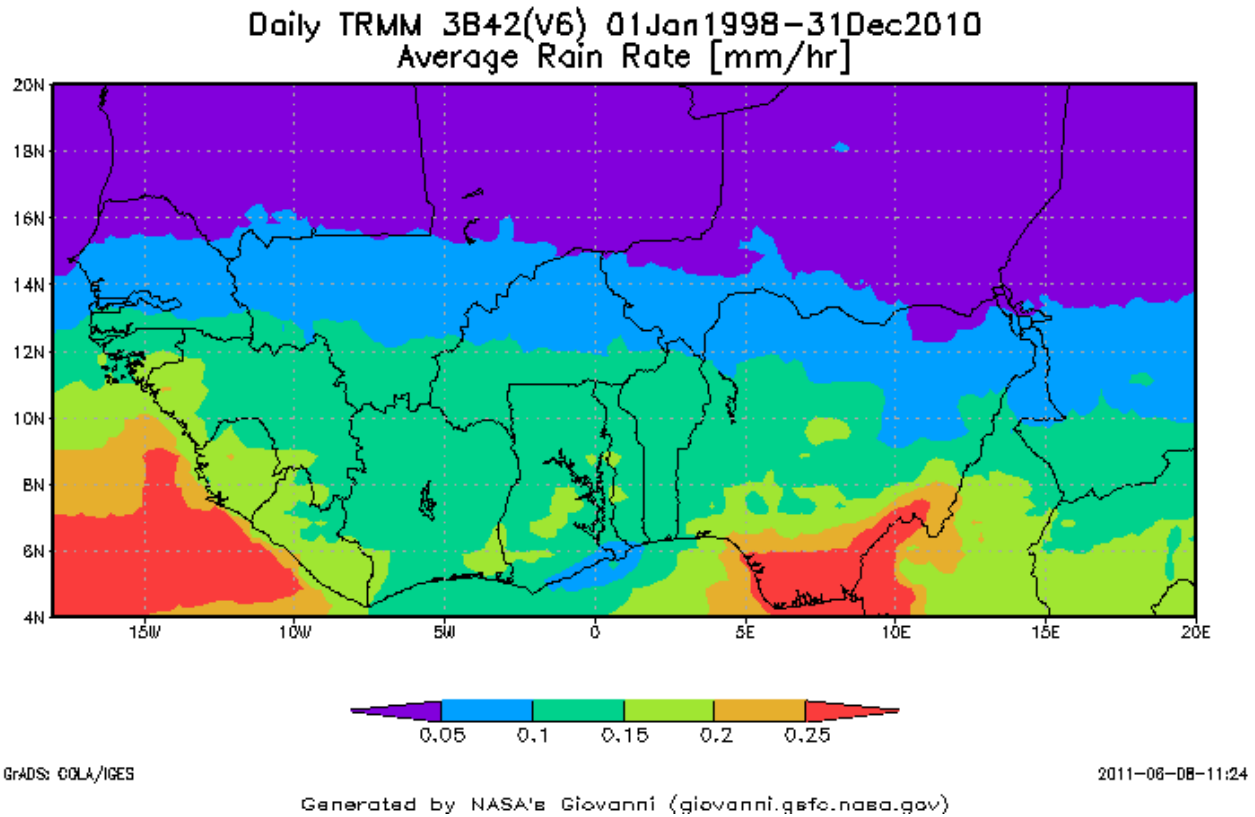 Daily TRMM 3B42(V6) 01Jan1998-31Dec2010
Average Rain Rate [mm/hr]
20N
18N
16N
14N
12N
10N
8N
6N
4N
15W 10W 5W 0 5E 10E 15E 20E
0.05 0.1 0.15 0.2 0.25
GrADS: COLA/IGES 2011-06-08-11:24
Generated by NASA's Giovanni (giovanni.gsfc.nasa.gov)